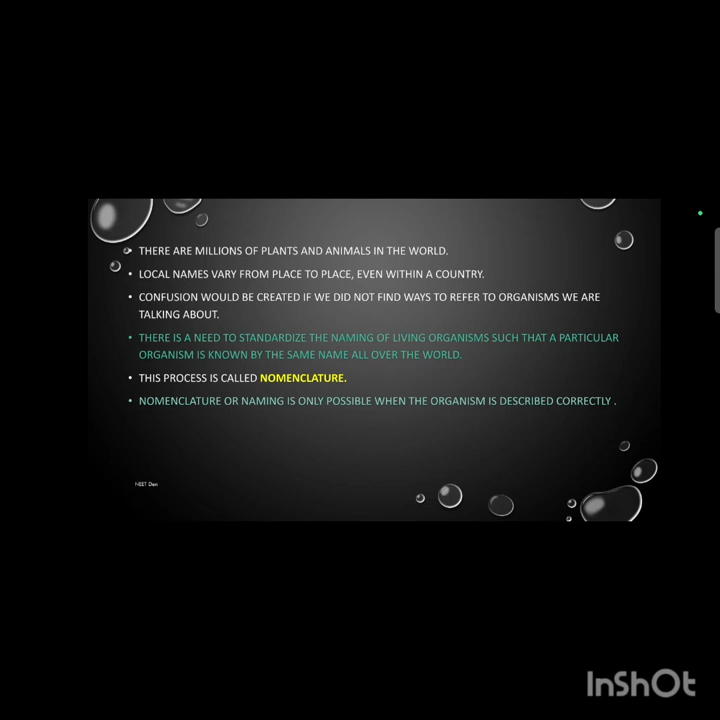 • THERE ARE MILLIONS OF PLANTS AND ANIMALS IN THE WORLD.
• LOCAL NAMES VARY FROM PLACE TO PLACE, EVEN WITHIN A COUNTRY.
• CONFUSION WOULD BE CREATED IF WE DID NOT FIND WAYS TO REFER TO ORGANISMS WE ARE
TALKING ABOUT.
• THERE IS A NEED TO STANDARDIZE THE NAMING OF LIVING ORGANISMS SUCH THAT A PARTICULAR
ORGANISM IS KNOWN BY THE SAME NAME ALL OVER THE WORLD.
• THIS PROCESS IS CALLED NOMENCLATURE.
• NOMENCLATURE OR NAMING IS ONLY POSSIBLE WHEN THE ORGANISM IS DESCRIBED CORRECTLY .
NEET Den
InShOt